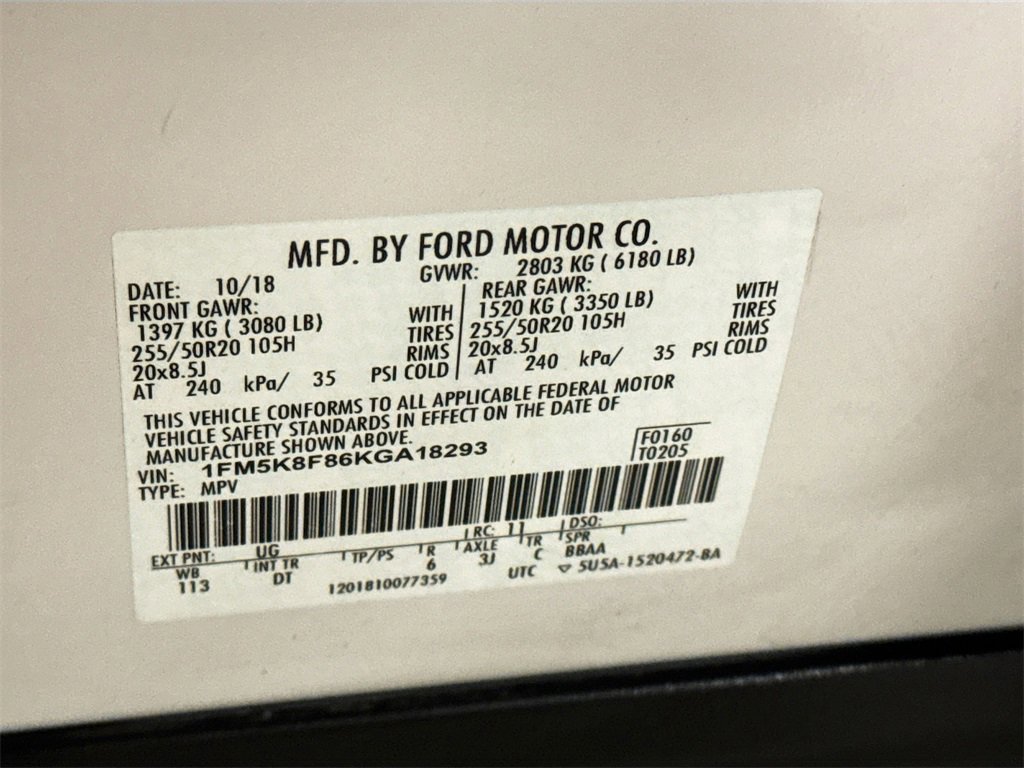 MFD. BY FORD MOTOR CO.
DATE: 10/18 GVWR: 2803 KG ( 6180 LB)
FRONT GAWR: REAR GAWR:
1397 KG ( 3080 LB) WITH 1520 KG ( 3350 LB) WITH
255/50R20 105H TIRES 255/50R20 105H TIRES
20x8.5J RIMS 20x8.5J RIMS
AT 240 kPa/ 35 PSI COLD AT 240 kPa/ 35 PSI COLD
THIS VEHICLE CONFORMS TO ALL APPLICABLE FEDERAL MOTOR
VEHICLE SAFETY STANDARDS IN EFFECT ON THE DATE OF
MANUFACTURE SHOWN ABOVE.
VIN: 1FM5K8F86KGA18293 F0160
TYPE: MPV T0205
EXT PNT: UG RC: 11 DSO:
WB INT TR TP/PS R AXLE TR SPR
113 DT 6 3J C BBAA
1201810077359 UTC ▽ 5U5A-1520472-BA